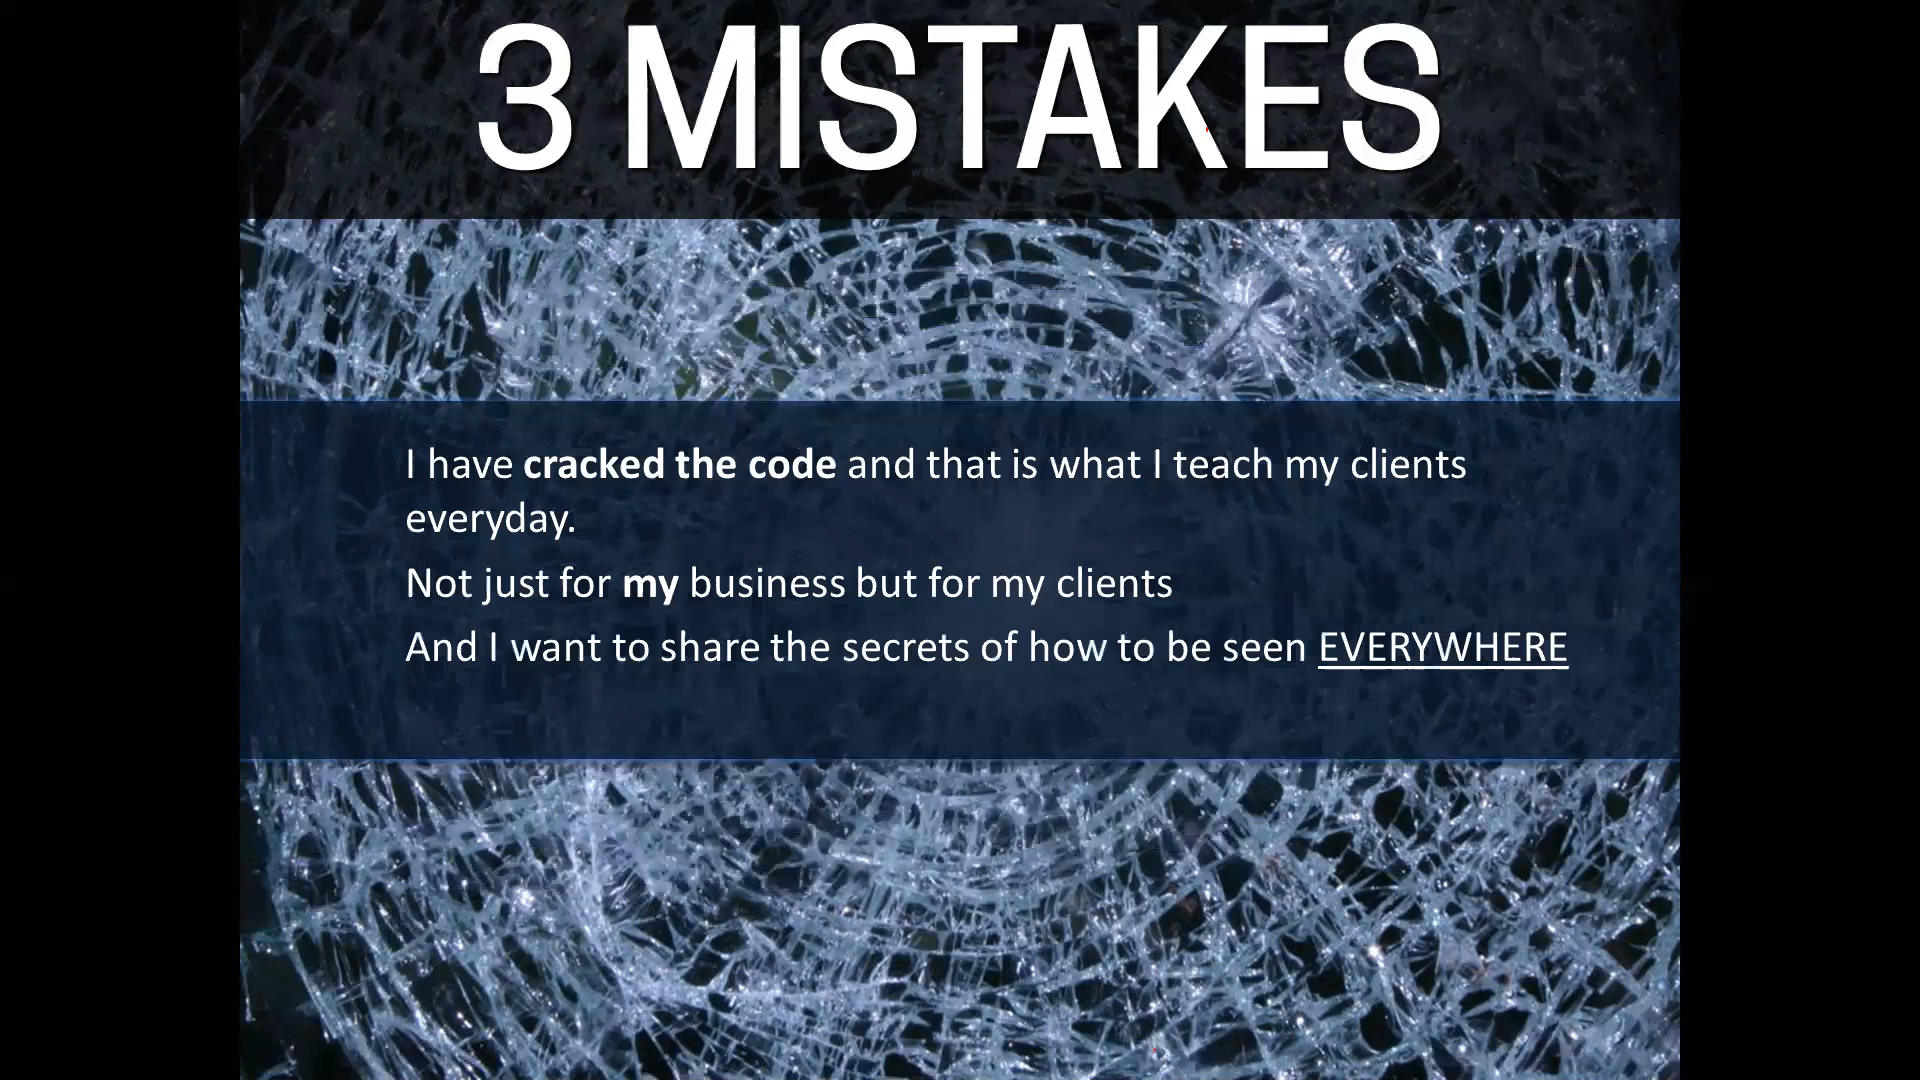 3 MISTAKES
I have cracked the code and that is what I teach my clients
everyday.
Not just for my business but for my clients
And I want to share the secrets of how to be seen EVERYWHERE